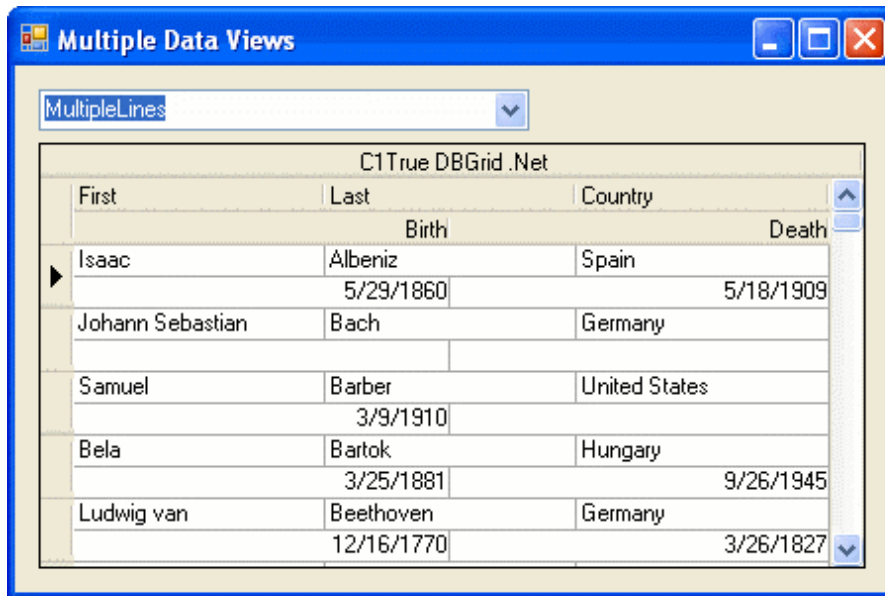 Multiple Data Views
MultipleLines
C1True DBGrid .Net
First Last Country
Birth Death
Isaac Albeniz Spain
5/29/1860 5/18/1909
Johann Sebastian Bach Germany
Samuel Barber United States
3/9/1910
Bela Bartok Hungary
3/25/1881 9/26/1945
Ludwig van Beethoven Germany
12/16/1770 3/26/1827